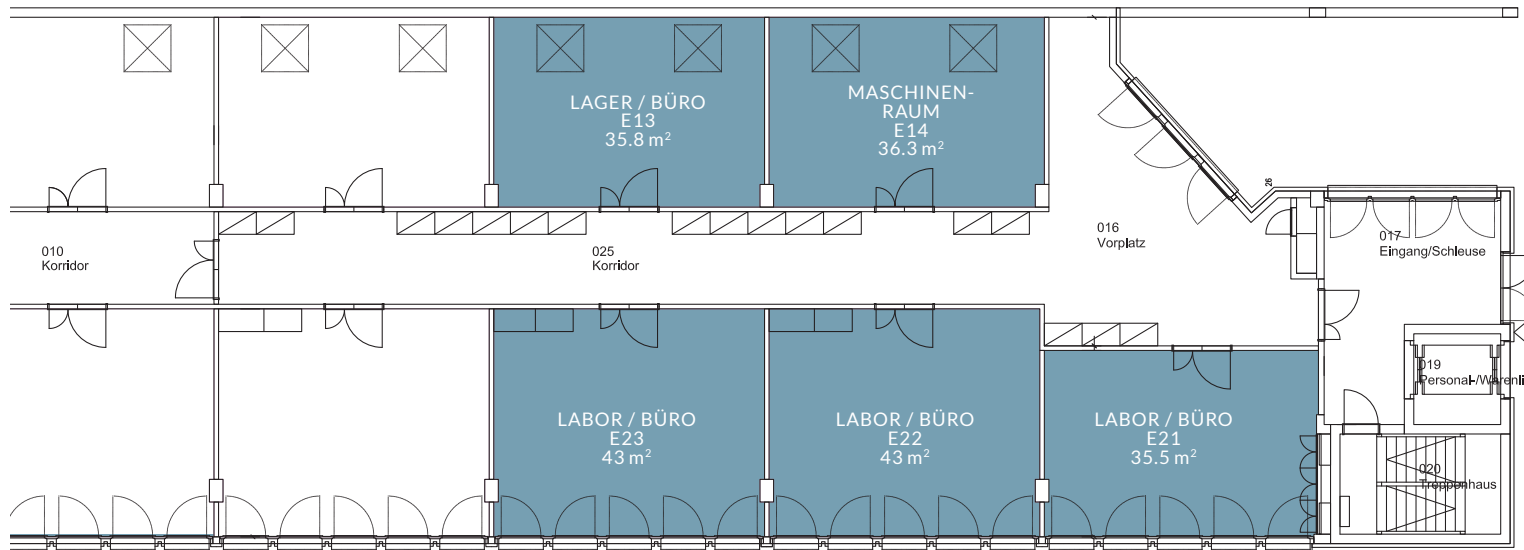 LAGER / BÜRO
E13
35.8 m²
MASCHINEN-
RAUM
E14
36.3 m²
26
010
Korridor
025
Korridor
016
Vorplatz
017
Eingang/Schleuse
019
Personal-/Warenli
LABOR / BÜRO
E23
43 m²
LABOR / BÜRO
E22
43 m²
LABOR / BÜRO
E21
35.5 m²
020
Treppenhaus